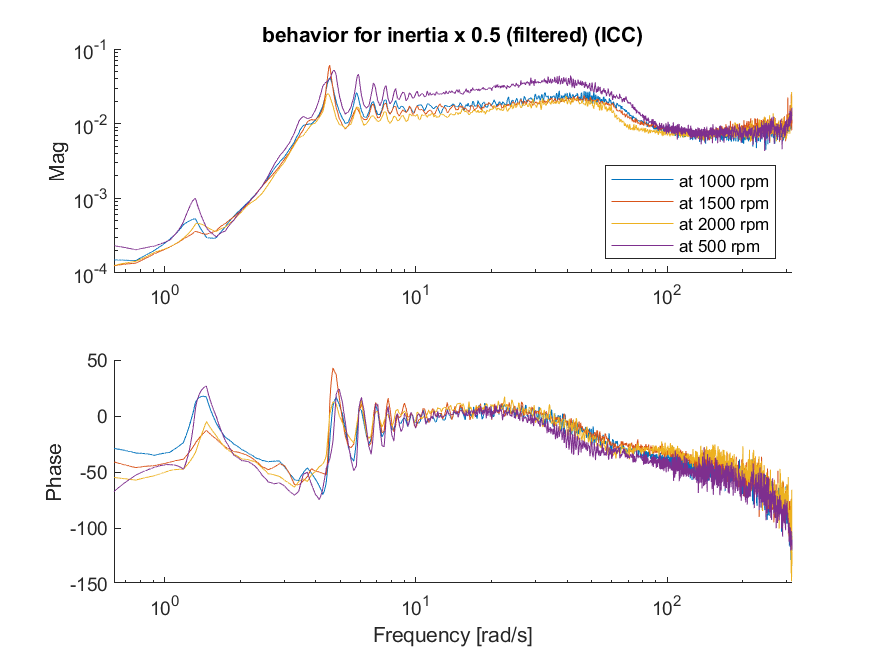 behavior for inertia x 0.5 (filtered) (ICC)
10^-1
10^-2
10^-3
10^-4
Mag
at 1000 rpm
at 1500 rpm
at 2000 rpm
at 500 rpm
10^0
10^1
10^2
50
0
-50
-100
-150
Phase
10^0
10^1
10^2
Frequency [rad/s]